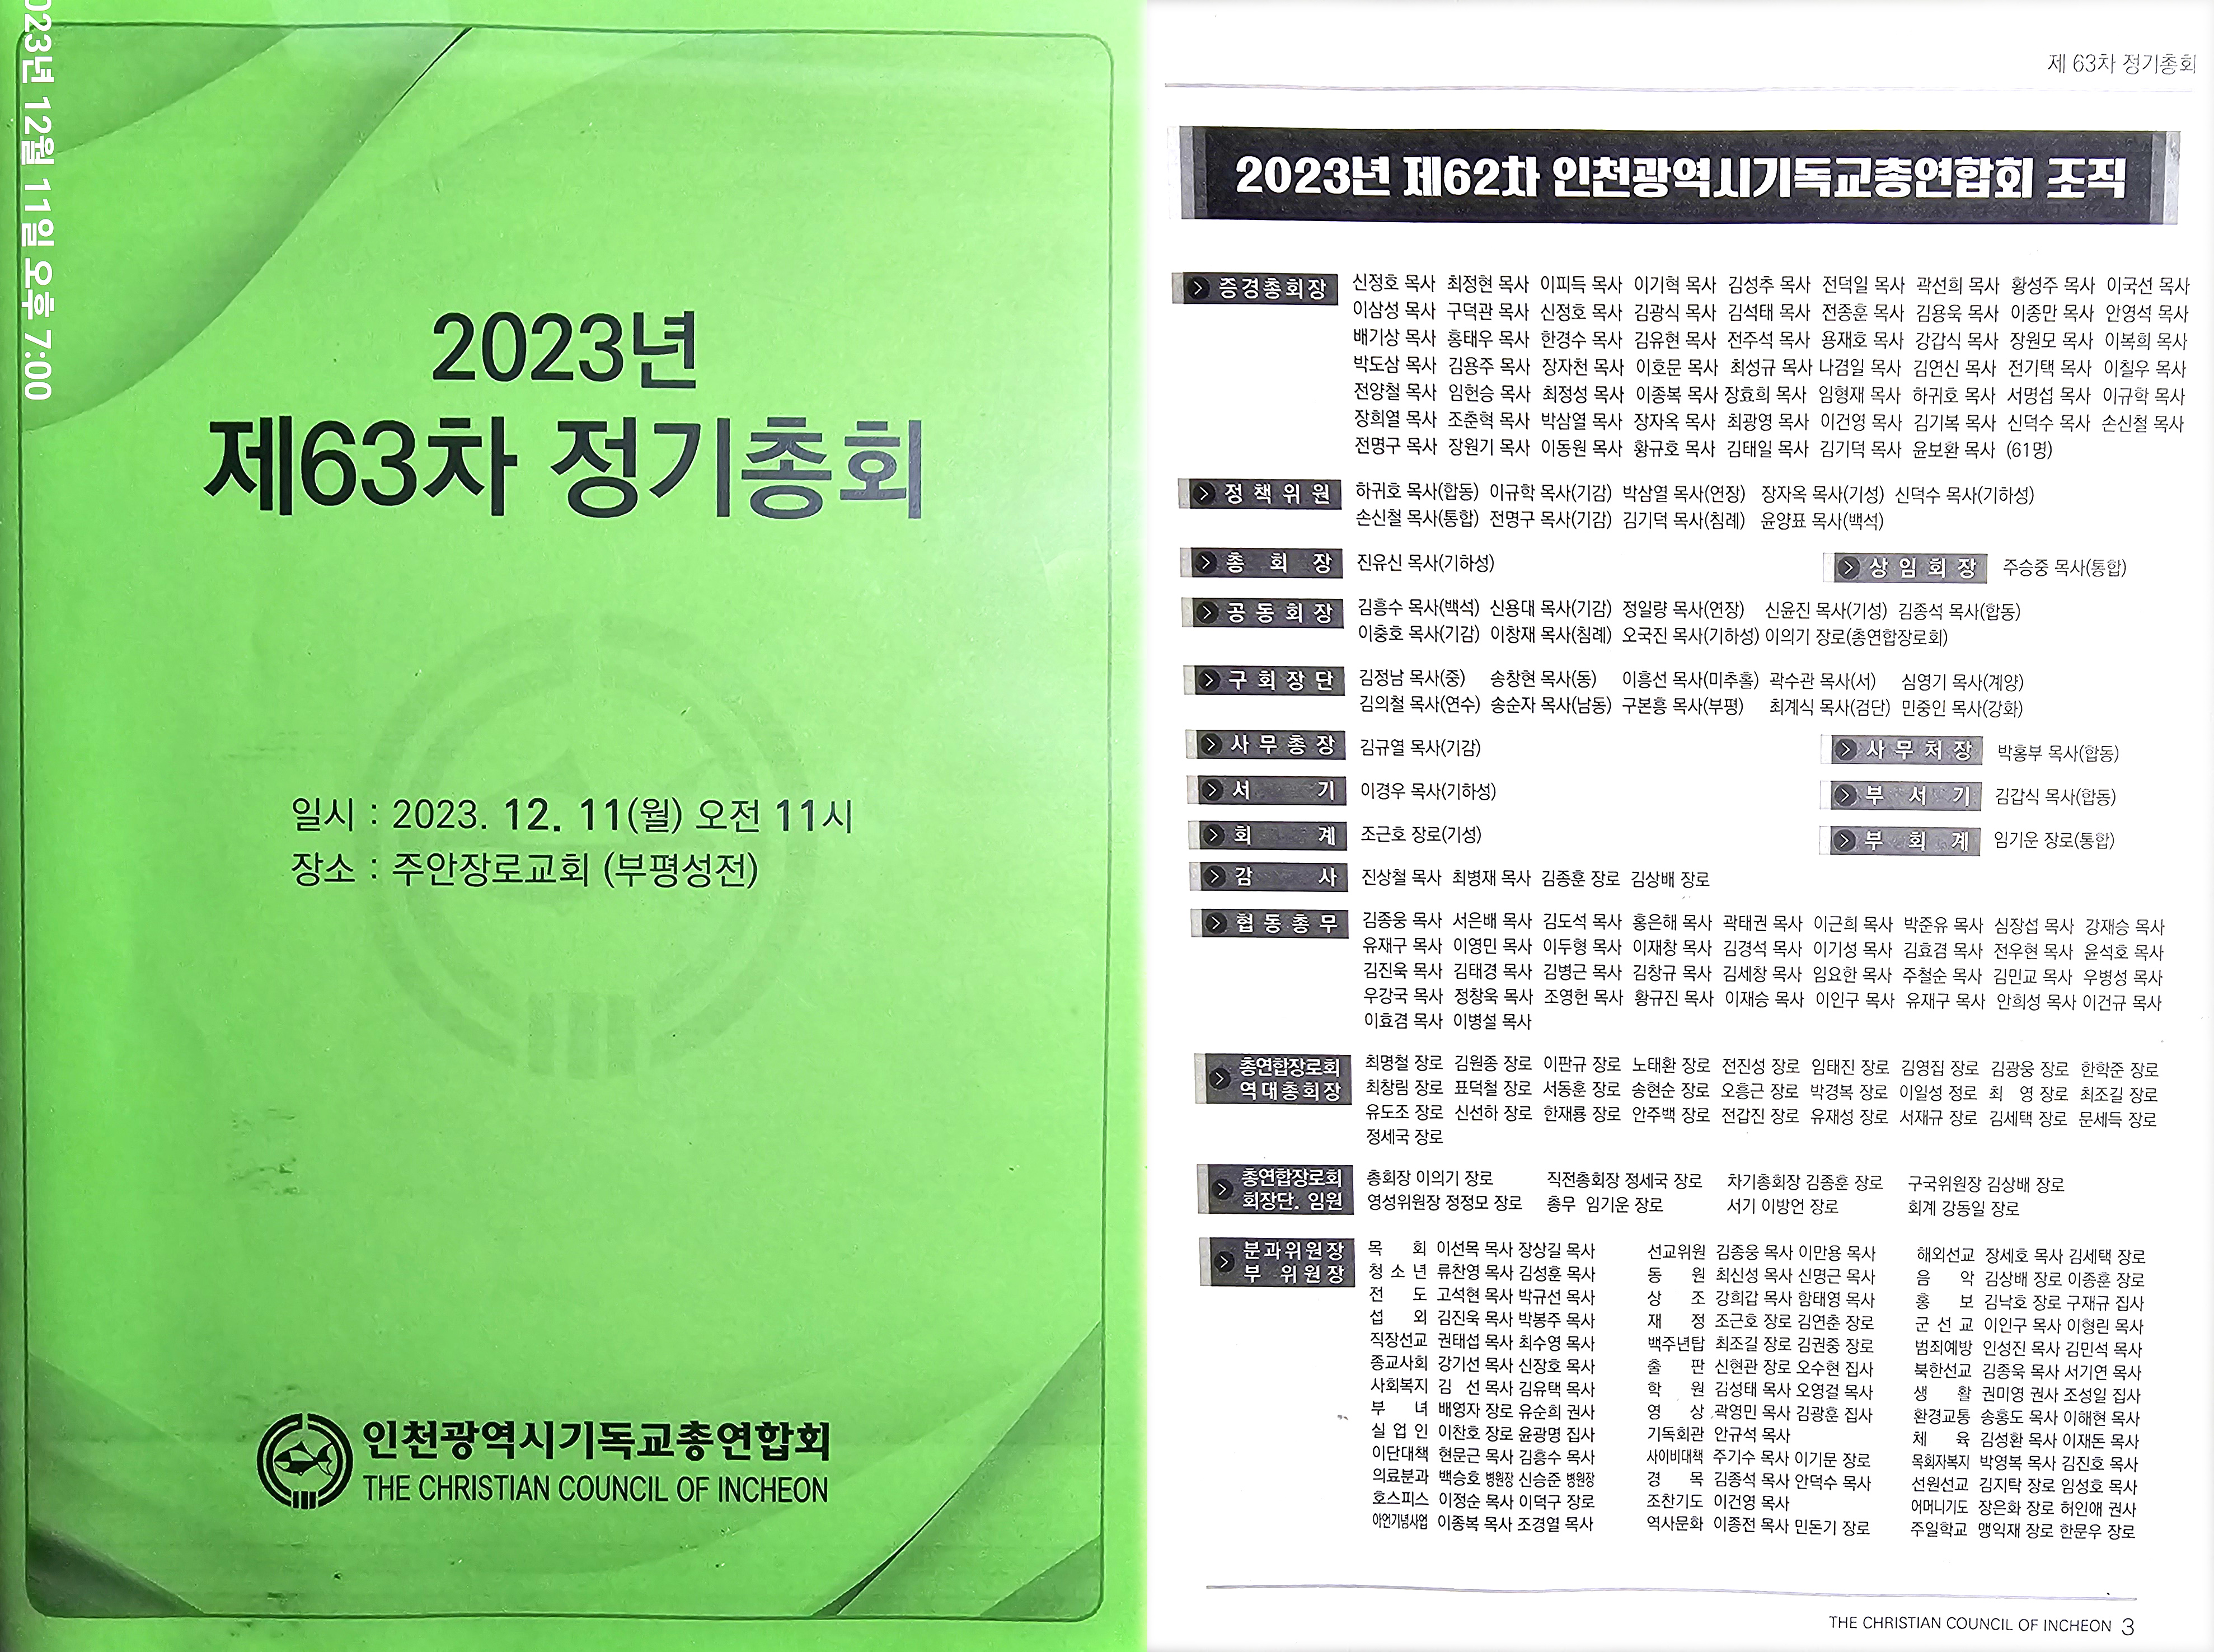 2023년 12월 11일 오후 7:00
2023년
제63차 정기총회
일시 : 2023. 12. 11(월) 오전 11시
장소 : 주안장로교회 (부평성전)
인천광역시기독교총연합회
THE CHRISTIAN COUNCIL OF INCHEON
제 63차 정기총회
2023년 제62차 인천광역시기독교총연합회 조직
증경총회장 신정호 목사 최정현 목사 이피득 목사 이기혁 목사 김성추 목사 전덕일 목사 곽선희 목사 황성주 목사 이국선 목사
이삼성 목사 구덕관 목사 신정호 목사 김광식 목사 김석태 목사 전종훈 목사 김용욱 목사 이종만 목사 안영석 목사
배기상 목사 홍태우 목사 한경수 목사 김유현 목사 전주석 목사 용재호 목사 강갑식 목사 장원모 목사 이복희 목사
박도삼 목사 김용주 목사 장자천 목사 이호문 목사 최성규 목사 나겸일 목사 김연신 목사 전기택 목사 이칠우 목사
전양철 목사 임헌승 목사 최정성 목사 이종복 목사 장효희 목사 임형재 목사 하귀호 목사 서명섭 목사 이규학 목사
장희열 목사 조춘혁 목사 박삼열 목사 장자옥 목사 최광영 목사 이건영 목사 김기복 목사 신덕수 목사 손신철 목사
전명구 목사 장원기 목사 이동원 목사 황규호 목사 김태일 목사 김기덕 목사 윤보환 목사 (61명)
정책위원 하귀호 목사(합동) 이규학 목사(기감) 박삼열 목사(연장) 장자옥 목사(기성) 신덕수 목사(기하성)
손신철 목사(통합) 전명구 목사(기감) 김기덕 목사(침례) 윤양표 목사(백석)
총 회 장 진유신 목사(기하성) 상임회장 주승중 목사(통합)
공동회장 김흥수 목사(백석) 신용대 목사(기감) 정일량 목사(연장) 신윤진 목사(기성) 김종석 목사(합동)
이충호 목사(기감) 이창재 목사(침례) 오국진 목사(기하성) 이의기 장로(총연합장로회)
구회장단 김정남 목사(중) 송창현 목사(동) 이흥선 목사(미추홀) 곽수관 목사(서) 심영기 목사(계양)
김의철 목사(연수) 송순자 목사(남동) 구본흥 목사(부평) 최계식 목사(검단) 민중인 목사(강화)
사무총장 김규열 목사(기감) 사무처장 박홍부 목사(합동)
서 기 이경우 목사(기하성) 부 서 기 김갑식 목사(합동)
회 계 조근호 장로(기성) 부 회 계 임기운 장로(통합)
감 사 진상철 목사 최병재 목사 김종훈 장로 김상배 장로
협동총무 김종웅 목사 서은배 목사 김도석 목사 홍은해 목사 곽태권 목사 이근희 목사 박준유 목사 심장섭 목사 강재승 목사
유재구 목사 이영민 목사 이두형 목사 이재창 목사 김경석 목사 이기성 목사 김효겸 목사 전우현 목사 윤석호 목사
김진욱 목사 김태경 목사 김병근 목사 김창규 목사 김세창 목사 임요한 목사 주철순 목사 김민교 목사 우병성 목사
우강국 목사 정창욱 목사 조영헌 목사 황규진 목사 이재승 목사 이인구 목사 유재구 목사 안희성 목사 이건규 목사
이효겸 목사 이병설 목사
총연합장로회 역대총회장 최명철 장로 김원종 장로 이판규 장로 노태환 장로 전진성 장로 임태진 장로 김영집 장로 김광웅 장로 한학준 장로
최창림 장로 표덕철 장로 서동훈 장로 송현순 장로 오흥근 장로 박경복 장로 이일성 정로 최 영 장로 최조길 장로
유도조 장로 신선하 장로 한재룡 장로 안주백 장로 전갑진 장로 유재성 장로 서재규 장로 김세택 장로 문세득 장로
정세국 장로
총연합장로회 회장단. 임원 총회장 이의기 장로 직전총회장 정세국 장로 차기총회장 김종훈 장로 구국위원장 김상배 장로
영성위원장 정정모 장로 총무 임기운 장로 서기 이방언 장로 회계 강동일 장로
분과위원장 부 위원장 목 회 이선목 목사 장상길 목사 선교위원 김종웅 목사 이만용 목사 해외선교 장세호 목사 김세택 장로
청 소 년 류찬영 목사 김성훈 목사 동 원 최신성 목사 신명근 목사 음 악 김상배 장로 이종훈 장로
전 도 고석현 목사 박규선 목사 상 조 강희갑 목사 함태영 목사 홍 보 김낙호 장로 구재규 집사
섭 외 김진욱 목사 박봉주 목사 재 정 조근호 장로 김연춘 장로 군 선 교 이인구 목사 이형린 목사
직장선교 권태섭 목사 최수영 목사 백주년탑 최조길 장로 김권중 장로 범죄예방 인성진 목사 김민석 목사
종교사회 강기선 목사 신장호 목사 출 판 신현관 장로 오수현 집사 북한선교 김종욱 목사 서기연 목사
사회복지 김 선 목사 김유택 목사 학 원 김성태 목사 오영걸 목사 생 활 권미영 권사 조성일 집사
부 녀 배영자 장로 유순희 권사 영 상 곽영민 목사 김광훈 집사 환경교통 송홍도 목사 이해현 목사
실 업 인 이찬호 장로 윤광명 집사 기독회관 안규석 목사 체 육 김성환 목사 이재돈 목사
이단대책 현문근 목사 김흥수 목사 사이비대책 주기수 목사 이기문 장로 목회자복지 박영복 목사 김진호 목사
의료분과 백승호 병원장 신승준 병원장 경 목 김종석 목사 안덕수 목사 선원선교 김지탁 장로 임성호 목사
호스피스 이정순 목사 이덕구 장로 조찬기도 이건영 목사 어머니기도 장은화 장로 허인애 권사
아언기념사업 이종복 목사 조경열 목사 역사문화 이종전 목사 민돈기 장로 주일학교 맹익재 장로 한문우 장로
THE CHRISTIAN COUNCIL OF INCHEON 3